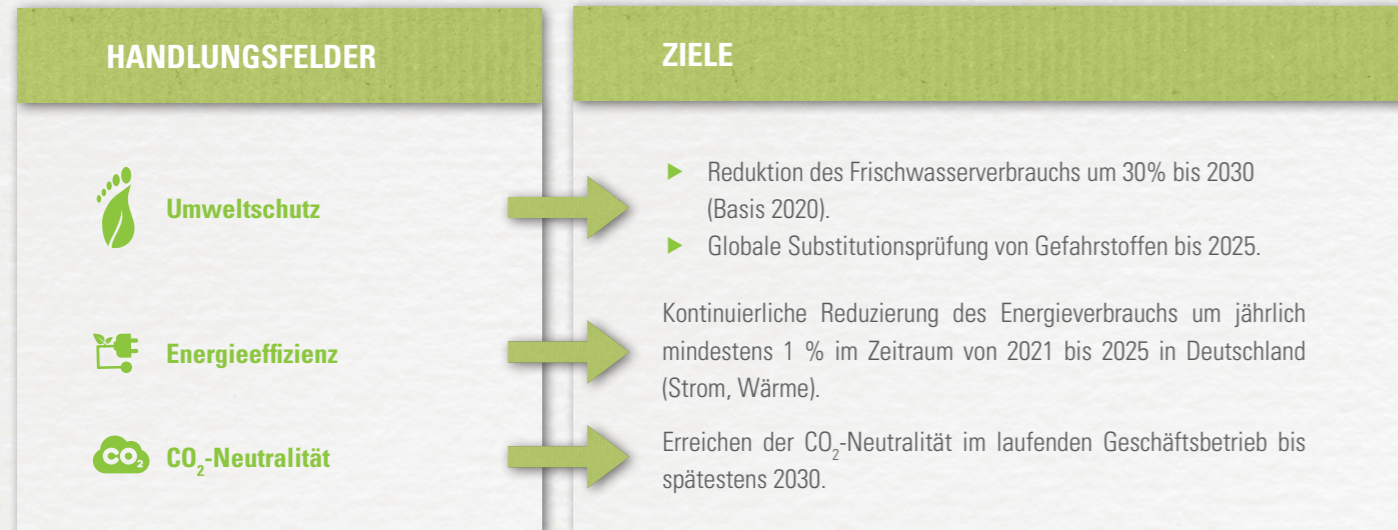 HANDLUNGSFELDER
ZIELE
Umweltschutz
▶ Reduktion des Frischwasserverbrauchs um 30% bis 2030
(Basis 2020).
▶ Globale Substitutionsprüfung von Gefahrstoffen bis 2025.
Energieeffizienz
Kontinuierliche Reduzierung des Energieverbrauchs um jährlich
mindestens 1 % im Zeitraum von 2021 bis 2025 in Deutschland
(Strom, Wärme).
CO₂
CO₂-Neutralität
Erreichen der CO₂-Neutralität im laufenden Geschäftsbetrieb bis
spätestens 2030.